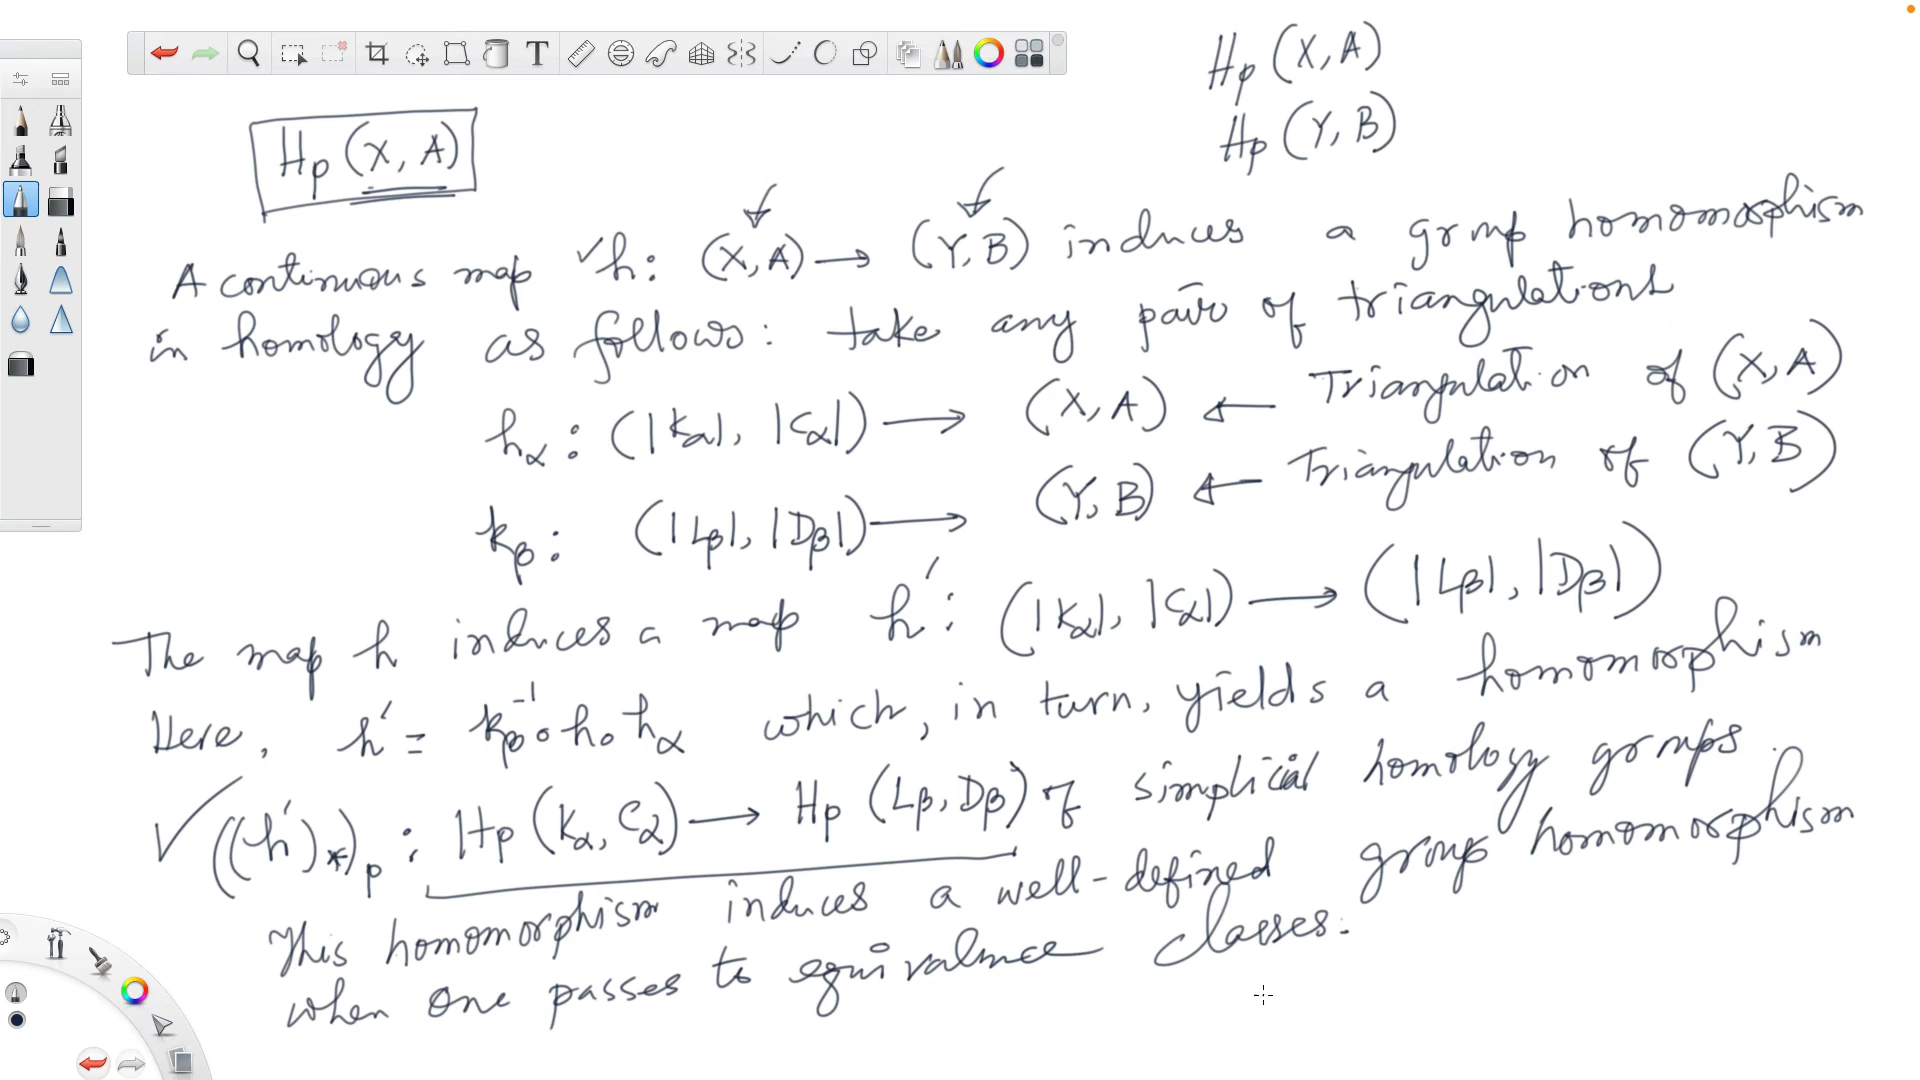 Hp (X, A)
Hp (Y, B)
Hp (X, A)
A continuous map ✓h: (X, A) → (Y, B) induces a group homomorphism
in homology as follows: take any pair of triangulations
hα : (|Kα|, |Cα|) → (X, A) ← Triangulation of (X, A)
kβ : (|Lβ|, |Dβ|) → (Y, B) ← Triangulation of (Y, B)
The map h induces a map h′: (|Kα|, |Cα|) → (|Lβ|, |Dβ|)
Here, h′ = kβ⁻¹∘h∘hα which, in turn, yields a homomorphism
✓ ((h′)*)p : Hp (Kα, Cα) → Hp (Lβ, Dβ) of simplicial homology groups.
This homomorphism induces a well-defined group homomorphism
when one passes to equivalence classes.